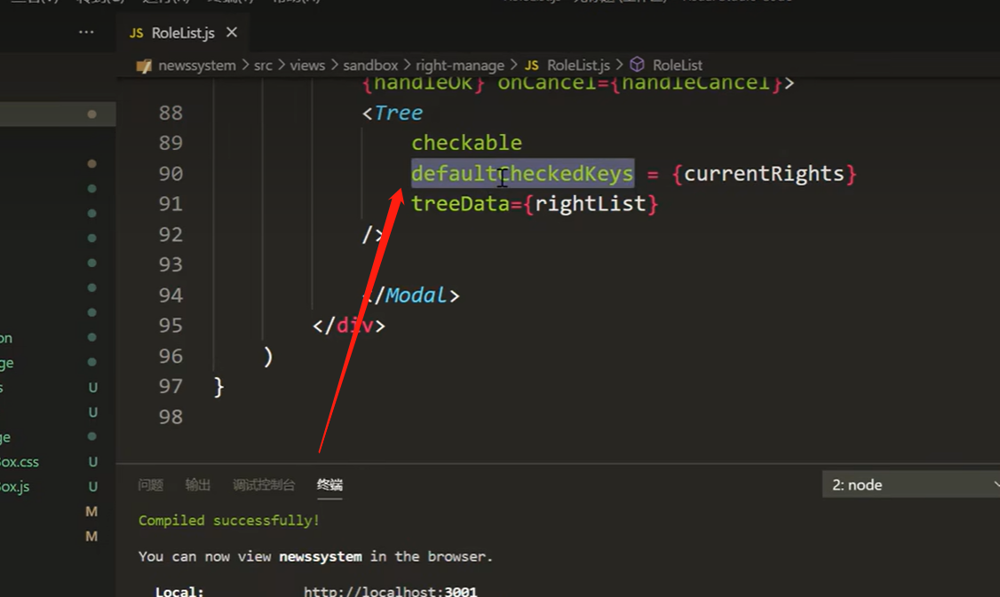 JS RoleList.js ×
newssystem > src > views > sandbox > right-manage > JS RoleList.js > RoleList
{handleOk} onCancel={handleCancel}>
88 <Tree
89 checkable
90 defaultCheckedKeys = {currentRights}
91 treeData={rightList}
92 />
93
94 </Modal>
95 </div>
96 )
97 }
98
on
ge
s U
U
ge
ox.css U
ox.js U
M
M
问题 输出 调试控制台 终端 2: node
Compiled successfully!
You can now view newssystem in the browser.
Local: http://localhost:3001